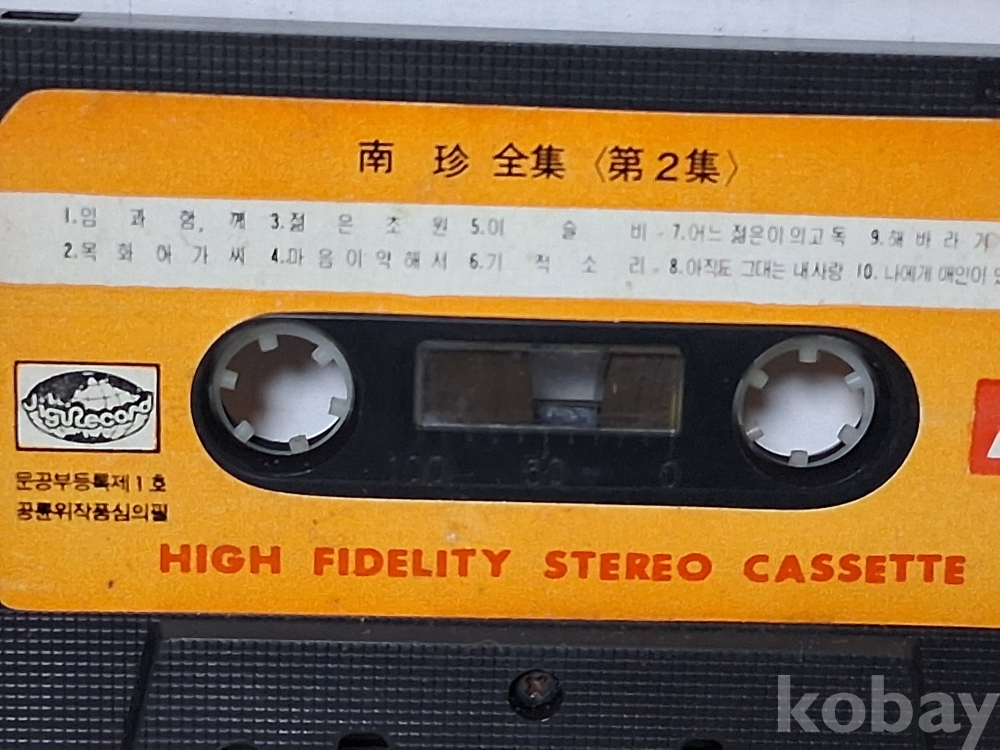 南 珍 全集〈第2集〉
1.임 과 함, 께 3.젊 은 초 원 5.이 슬 비 7.어느 젊은이의고독 9.해 바 라 기
2.목 화 아 가 씨 4.마 음 이 약 해 서 6.기 적 소 리 8.아직도 그대는 내사랑 10. 나에게 애인이
Jigu Record
문공부등록제1호
공륜위작품심의필
100 50 0
HIGH FIDELITY STEREO CASSETTE
kobay